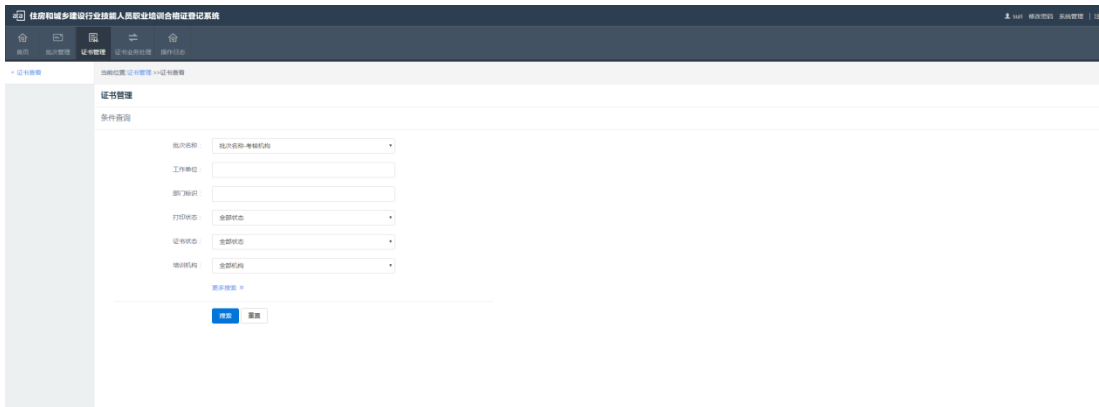 住房和城乡建设行业技能人员职业培训合格证登记系统
suri 修改密码 系统管理
首页 批次管理 证书管理 证书业务处理 操作日志
证书查看
当前位置:证书管理 >>证书查看
证书管理
条件查询
批次名称 : 批次名称-考核机构
工作单位 :
部门标识 :
打印状态 : 全部状态
证书状态 : 全部状态
培训机构 : 全部机构
更多搜索
搜索 重置